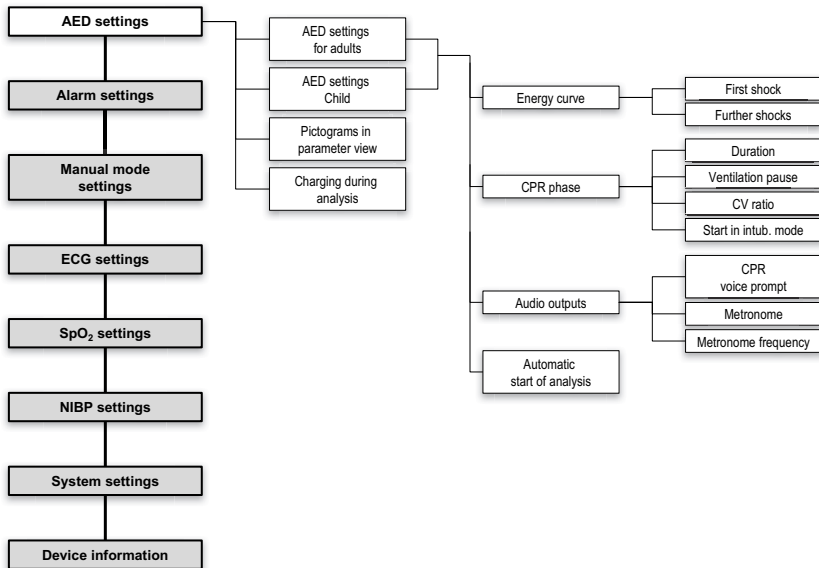 AED settings
Alarm settings
Manual mode
settings
ECG settings
SpO₂ settings
NIBP settings
System settings
Device information
AED settings
for adults
AED settings
Child
Pictograms in
parameter view
Charging during
analysis
Energy curve
CPR phase
Audio outputs
Automatic
start of analysis
First shock
Further shocks
Duration
Ventilation pause
CV ratio
Start in intub. mode
CPR
voice prompt
Metronome
Metronome frequency